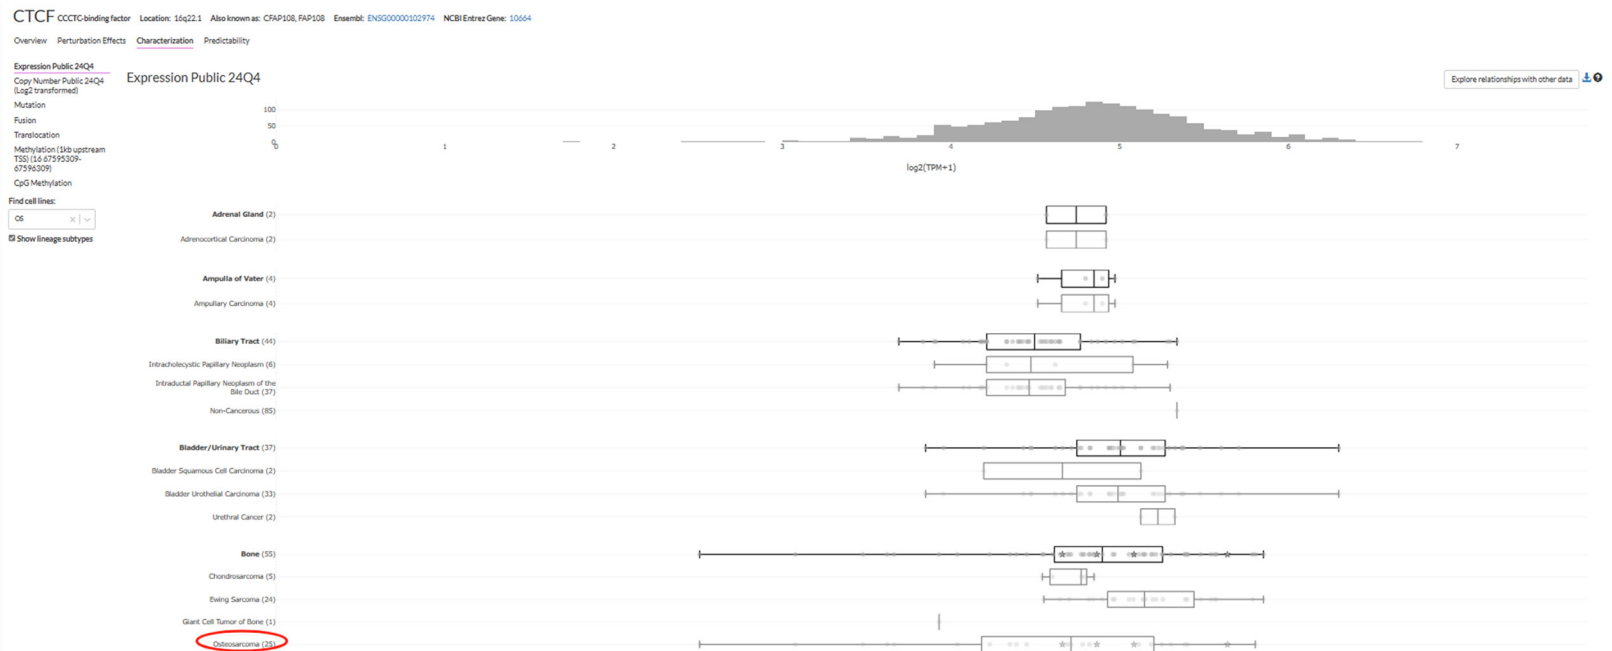 CTCF CCCTC-binding factor Location: 16q22.1 Also known as: CFAP108, FAP108 Ensembl: ENSG00000102974 NCBI Entrez Gene: 10664
Overview Perturbation Effects Characterization Predictability
Expression Public 24Q4
Copy Number Public 24Q4
(Log2 transformed)
Mutation
Fusion
Translocation
Methylation (1kb upstream
TSS) (16 67595309-
67596309)
CpG Methylation
Find cell lines:
OS
Show lineage subtypes
Expression Public 24Q4
Explore relationships with other data
100
50
0
0 1 2 3 4 5 6 7
log2(TPM+1)
Adrenal Gland (2)
Adrenocortical Carcinoma (2)
Ampulla of Vater (4)
Ampullary Carcinoma (4)
Biliary Tract (44)
Intracholecystic Papillary Neoplasm (6)
Intraductal Papillary Neoplasm of the
Bile Duct (37)
Non-Cancerous (85)
Bladder/Urinary Tract (37)
Bladder Squamous Cell Carcinoma (2)
Bladder Urothelial Carcinoma (33)
Urethral Cancer (2)
Bone (55)
Chondrosarcoma (5)
Ewing Sarcoma (24)
Giant Cell Tumor of Bone (1)
Osteosarcoma (25)